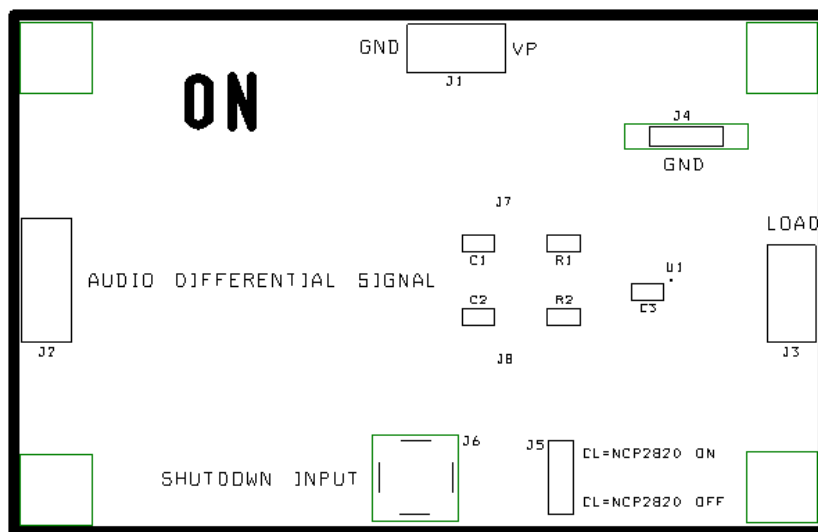 GND VP
J1
ON
J4
GND
J7
LOAD
C1 R1
U1
AUDIO DIFFERENTIAL SIGNAL
C2 R2
C3
J2
J8
J3
J6
J5
CL=NCP2820 ON
SHUTDOWN INPUT
CL=NCP2820 OFF